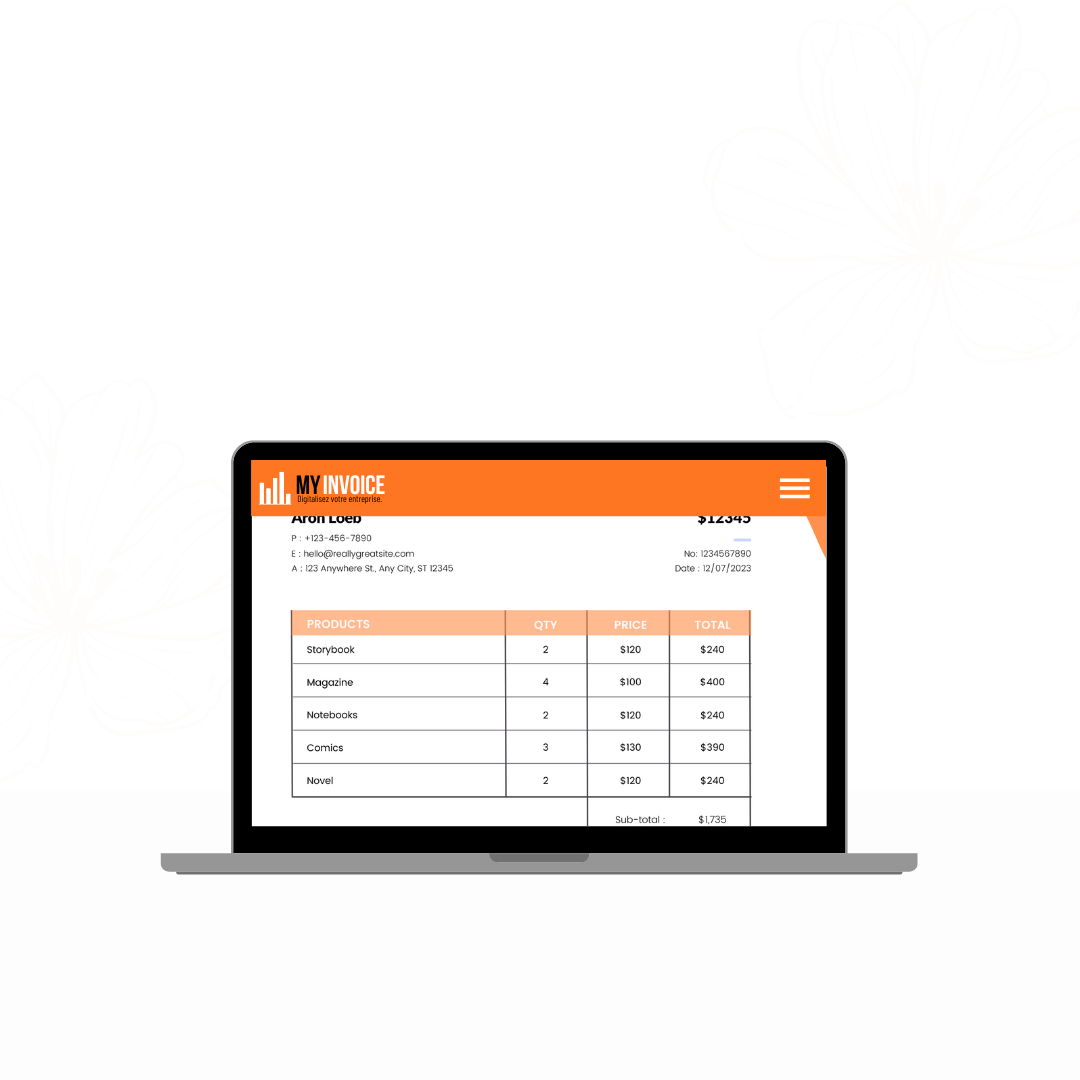 MY INVOICE
Digitalisez votre entreprise.
Aron Loeb $12345
P : +123-456-7890
E : hello@reallygreatsite.com No: 1234567890
A : 123 Anywhere St., Any City, ST 12345 Date : 12/07/2023
PRODUCTS QTY PRICE TOTAL
Storybook 2 $120 $240
Magazine 4 $100 $400
Notebooks 2 $120 $240
Comics 3 $130 $390
Novel 2 $120 $240
Sub-total : $1,735